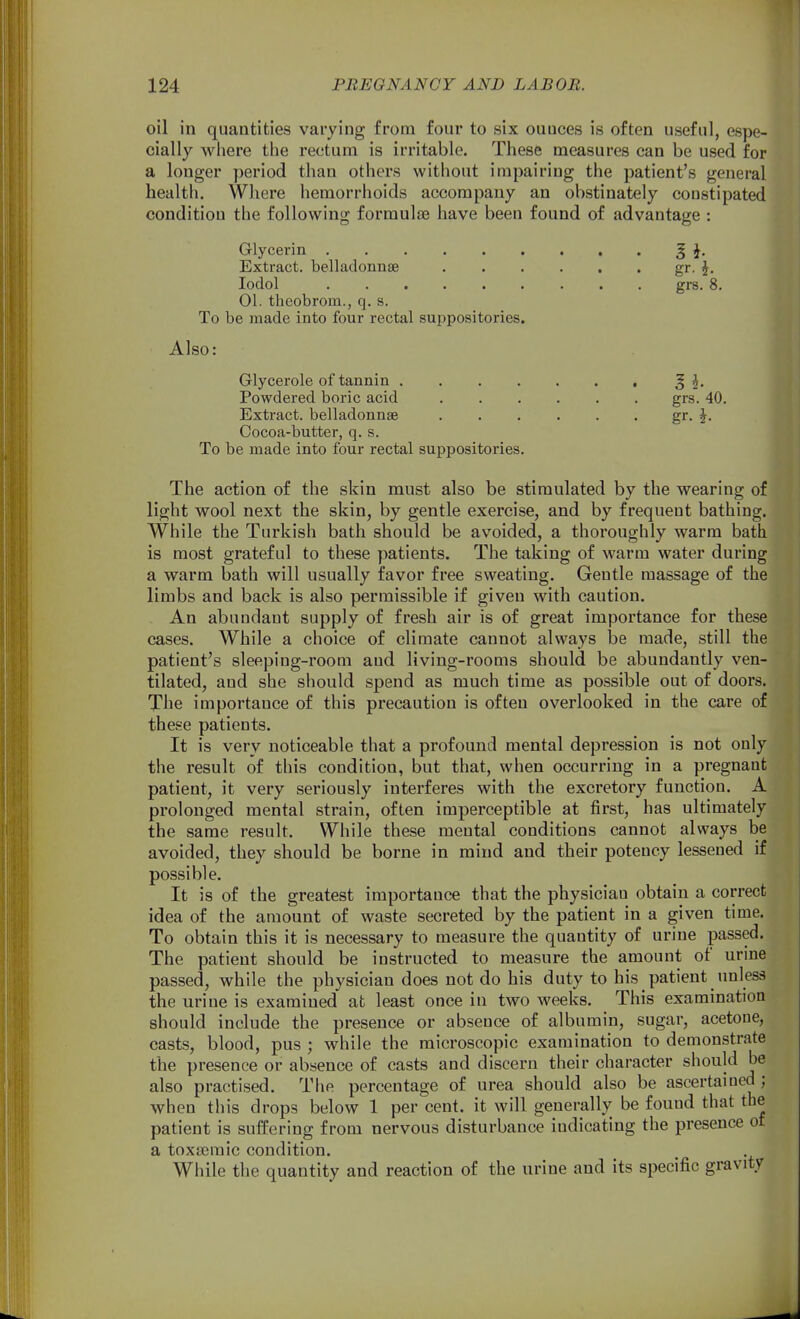 124 PREGNANCY AND LABOR.
oil in quantities varying from four to six ounces is often useful, espe-
cially where the rectum is irritable. These measures can be used for
a longer period than others without impairing the patient's general
health. Where hemorrhoids accompany an obstinately constipated
condition the following formulæ have been found of advantage :
Glycerin . . . . . . . . . ℥ ½.
Extract. belladonnæ . . . . . . gr. ½.
Iodol . . . . . . . . . grs. 8.
Ol. theobrom., q. s.
To be made into four rectal suppositories.
Also:
Glycerole of tannin . . . . . . . ℥ ½.
Powdered boric acid . . . . . . grs. 40.
Extract. belladonnæ . . . . . . gr. ½.
Cocoa-butter, q. s.
To be made into four rectal suppositories.
The action of the skin must also be stimulated by the wearing of
light wool next the skin, by gentle exercise, and by frequent bathing.
While the Turkish bath should be avoided, a thoroughly warm bath
is most grateful to these patients. The taking of warm water during
a warm bath will usually favor free sweating. Gentle massage of the
limbs and back is also permissible if given with caution.
An abundant supply of fresh air is of great importance for these
cases. While a choice of climate cannot always be made, still the
patient's sleeping-room and living-rooms should be abundantly ven-
tilated, and she should spend as much time as possible out of doors.
The importance of this precaution is often overlooked in the care of
these patients.
It is very noticeable that a profound mental depression is not only
the result of this condition, but that, when occurring in a pregnant
patient, it very seriously interferes with the excretory function. A
prolonged mental strain, often imperceptible at first, has ultimately
the same result. While these mental conditions cannot always be
avoided, they should be borne in mind and their potency lessened if
possible.
It is of the greatest importance that the physician obtain a correct
idea of the amount of waste secreted by the patient in a given time.
To obtain this it is necessary to measure the quantity of urine passed.
The patient should be instructed to measure the amount of urine
passed, while the physician does not do his duty to his patient unless
the urine is examined at least once in two weeks. This examination
should include the presence or absence of albumin, sugar, acetone,
casts, blood, pus ; while the microscopic examination to demonstrate
the presence or absence of casts and discern their character should be
also practised. The percentage of urea should also be ascertained ;
when this drops below 1 per cent. it will generally be found that the
patient is suffering from nervous disturbance indicating the presence of
a toxæmic condition.
While the quantity and reaction of the urine and its specific gravity